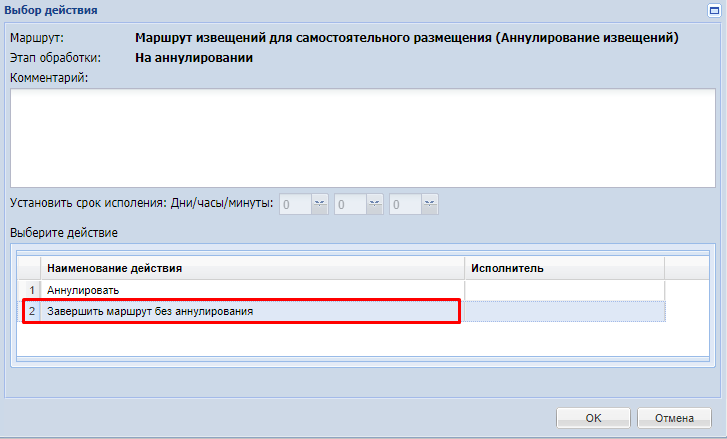 Выбор действия
Маршрут: Маршрут извещений для самостоятельного размещения (Аннулирование извещений)
Этап обработки: На аннулировании
Комментарий:
Установить срок исполения: Дни/часы/минуты: 0 0 0
Выберите действие
Наименование действия Исполнитель
1 Аннулировать
2 Завершить маршрут без аннулирования
OK Отмена